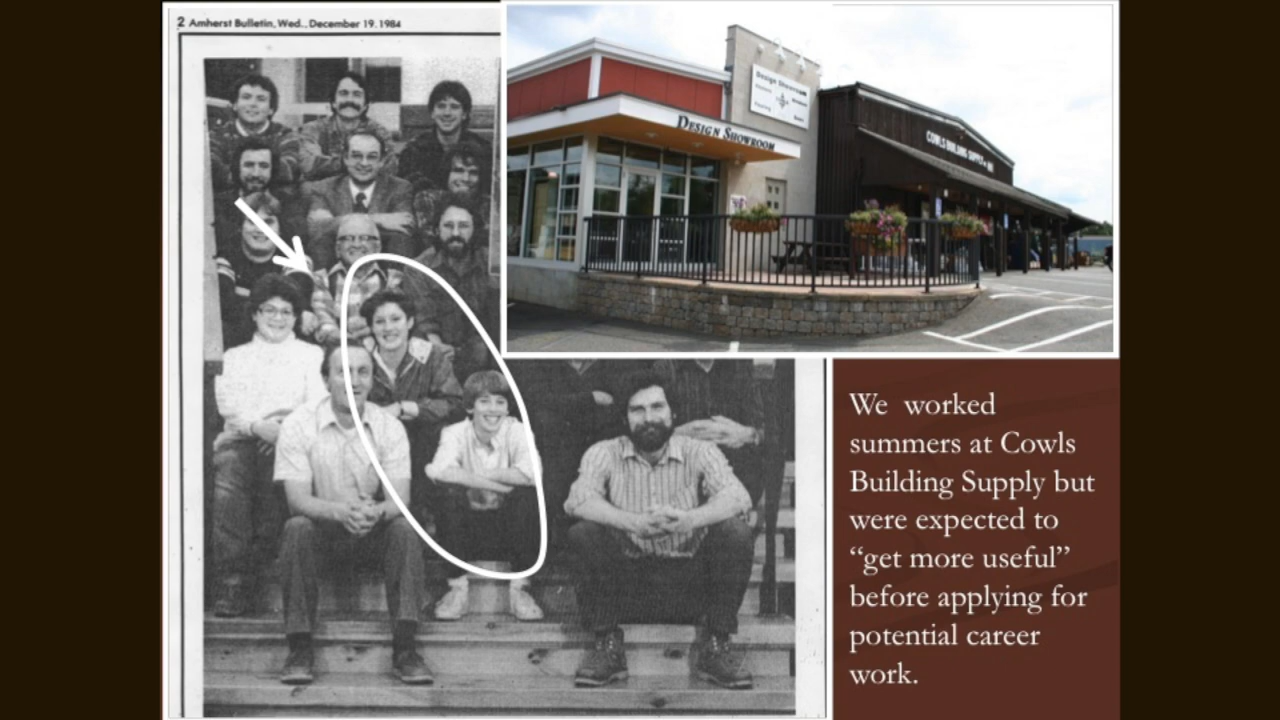 2 Amherst Bulletin, Wed., December 19, 1984
Design Showroom
DESIGN SHOWROOM
COWLS BUILDING SUPPLY
We worked
summers at Cowls
Building Supply but
were expected to
“get more useful”
before applying for
potential career
work.